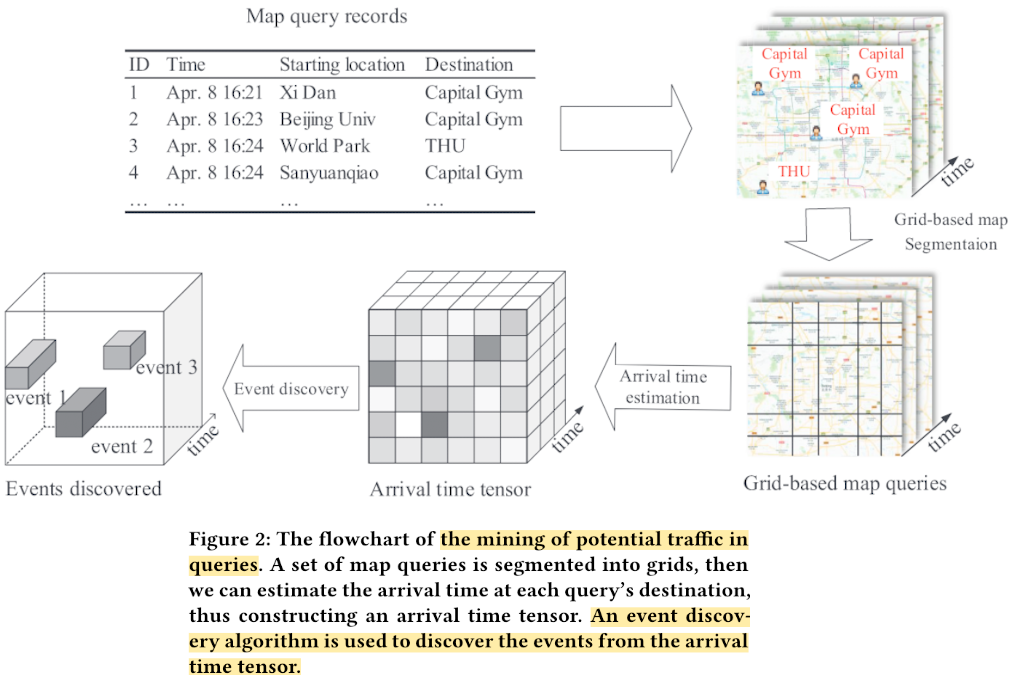 Map query records
ID Time Starting location Destination
1 Apr. 8 16:21 Xi Dan Capital Gym
2 Apr. 8 16:23 Beijing Univ Capital Gym
3 Apr. 8 16:24 World Park THU
4 Apr. 8 16:24 Sanyuanqiao Capital Gym
... ... ... ...
Capital
Gym
Capital
Gym
Capital
Gym
THU
time
Grid-based map
Segmentaion
Grid-based map queries
time
Arrival time
estimation
Arrival time tensor
time
Event discovery
event 1
event 2
event 3
time
Events discovered
Figure 2: The flowchart of the mining of potential traffic in
queries. A set of map queries is segmented into grids, then
we can estimate the arrival time at each query's destination,
thus constructing an arrival time tensor. An event discov-
ery algorithm is used to discover the events from the arrival
time tensor.